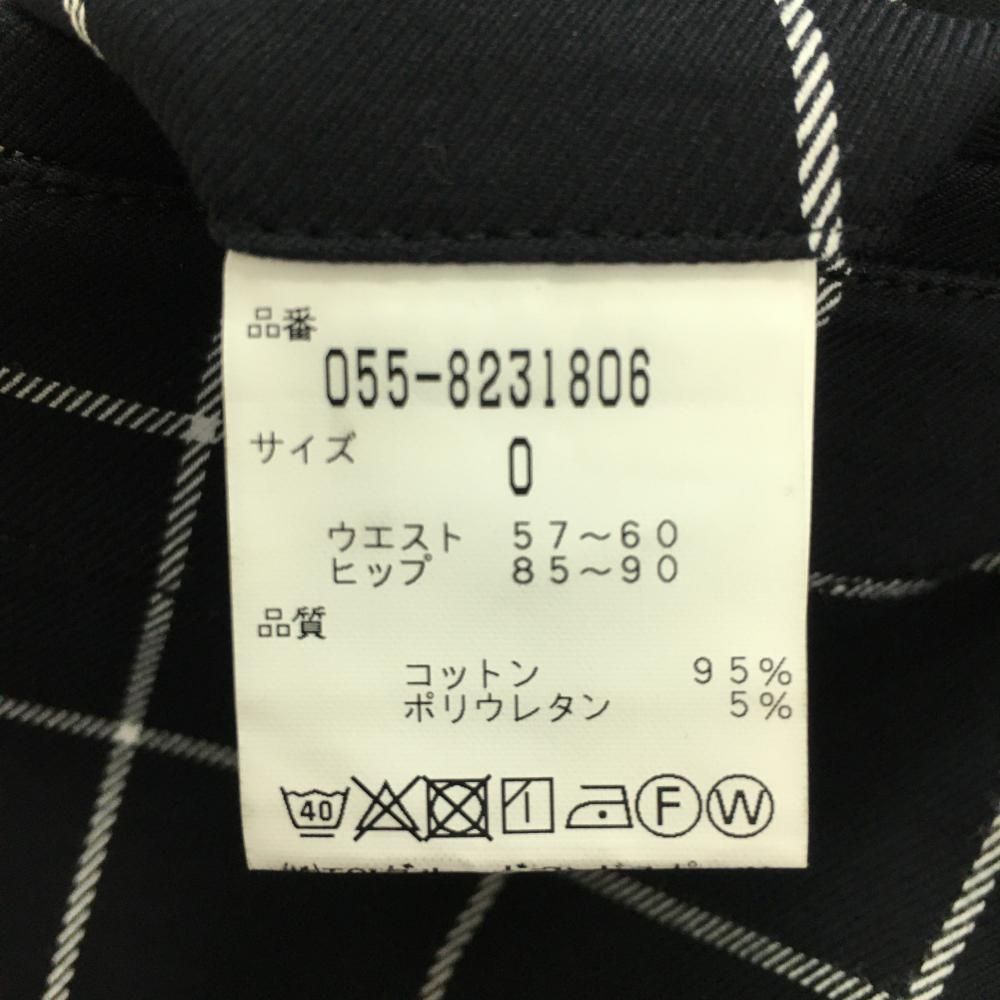 品番
055-8231806
サイズ
0
ウエスト 57～60
ヒップ 85～90
品質
コットン 95%
ポリウレタン 5%
40 F W